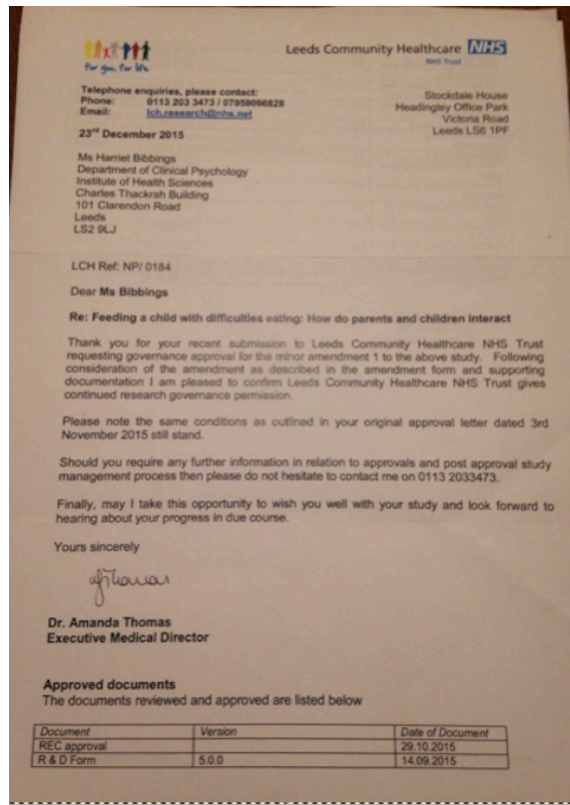 for you, for life
Leeds Community Healthcare NHS
NHS Trust
Telephone enquiries, please contact:
Phone: 0113 203 3473 / 07958066828
Email: lch.research@nhs.net
Stockdale House
Headingley Office Park
Victoria Road
Leeds LS6 1PF
23rd December 2015
Ms Harriet Bibbings
Department of Clinical Psychology
Institute of Health Sciences
Charles Thackrah Building
101 Clarendon Road
Leeds
LS2 9LJ
LCH Ref: NP/ 0184
Dear Ms Bibbings
Re: Feeding a child with difficulties eating: How do parents and children interact
Thank you for your recent submission to Leeds Community Healthcare NHS Trust
requesting governance approval for the minor amendment 1 to the above study. Following
consideration of the amendment as described in the amendment form and supporting
documentation I am pleased to confirm Leeds Community Healthcare NHS Trust gives
continued research governance permission.
Please note the same conditions as outlined in your original approval letter dated 3rd
November 2015 still stand.
Should you require any further information in relation to approvals and post approval study
management process then please do not hesitate to contact me on 0113 2033473.
Finally, may I take this opportunity to wish you well with your study and look forward to
hearing about your progress in due course.
Yours sincerely
Dr. Amanda Thomas
Executive Medical Director
Approved documents
The documents reviewed and approved are listed below
Document Version Date of Document
REC approval 29.10.2015
R & D Form 5.0.0 14.09.2015